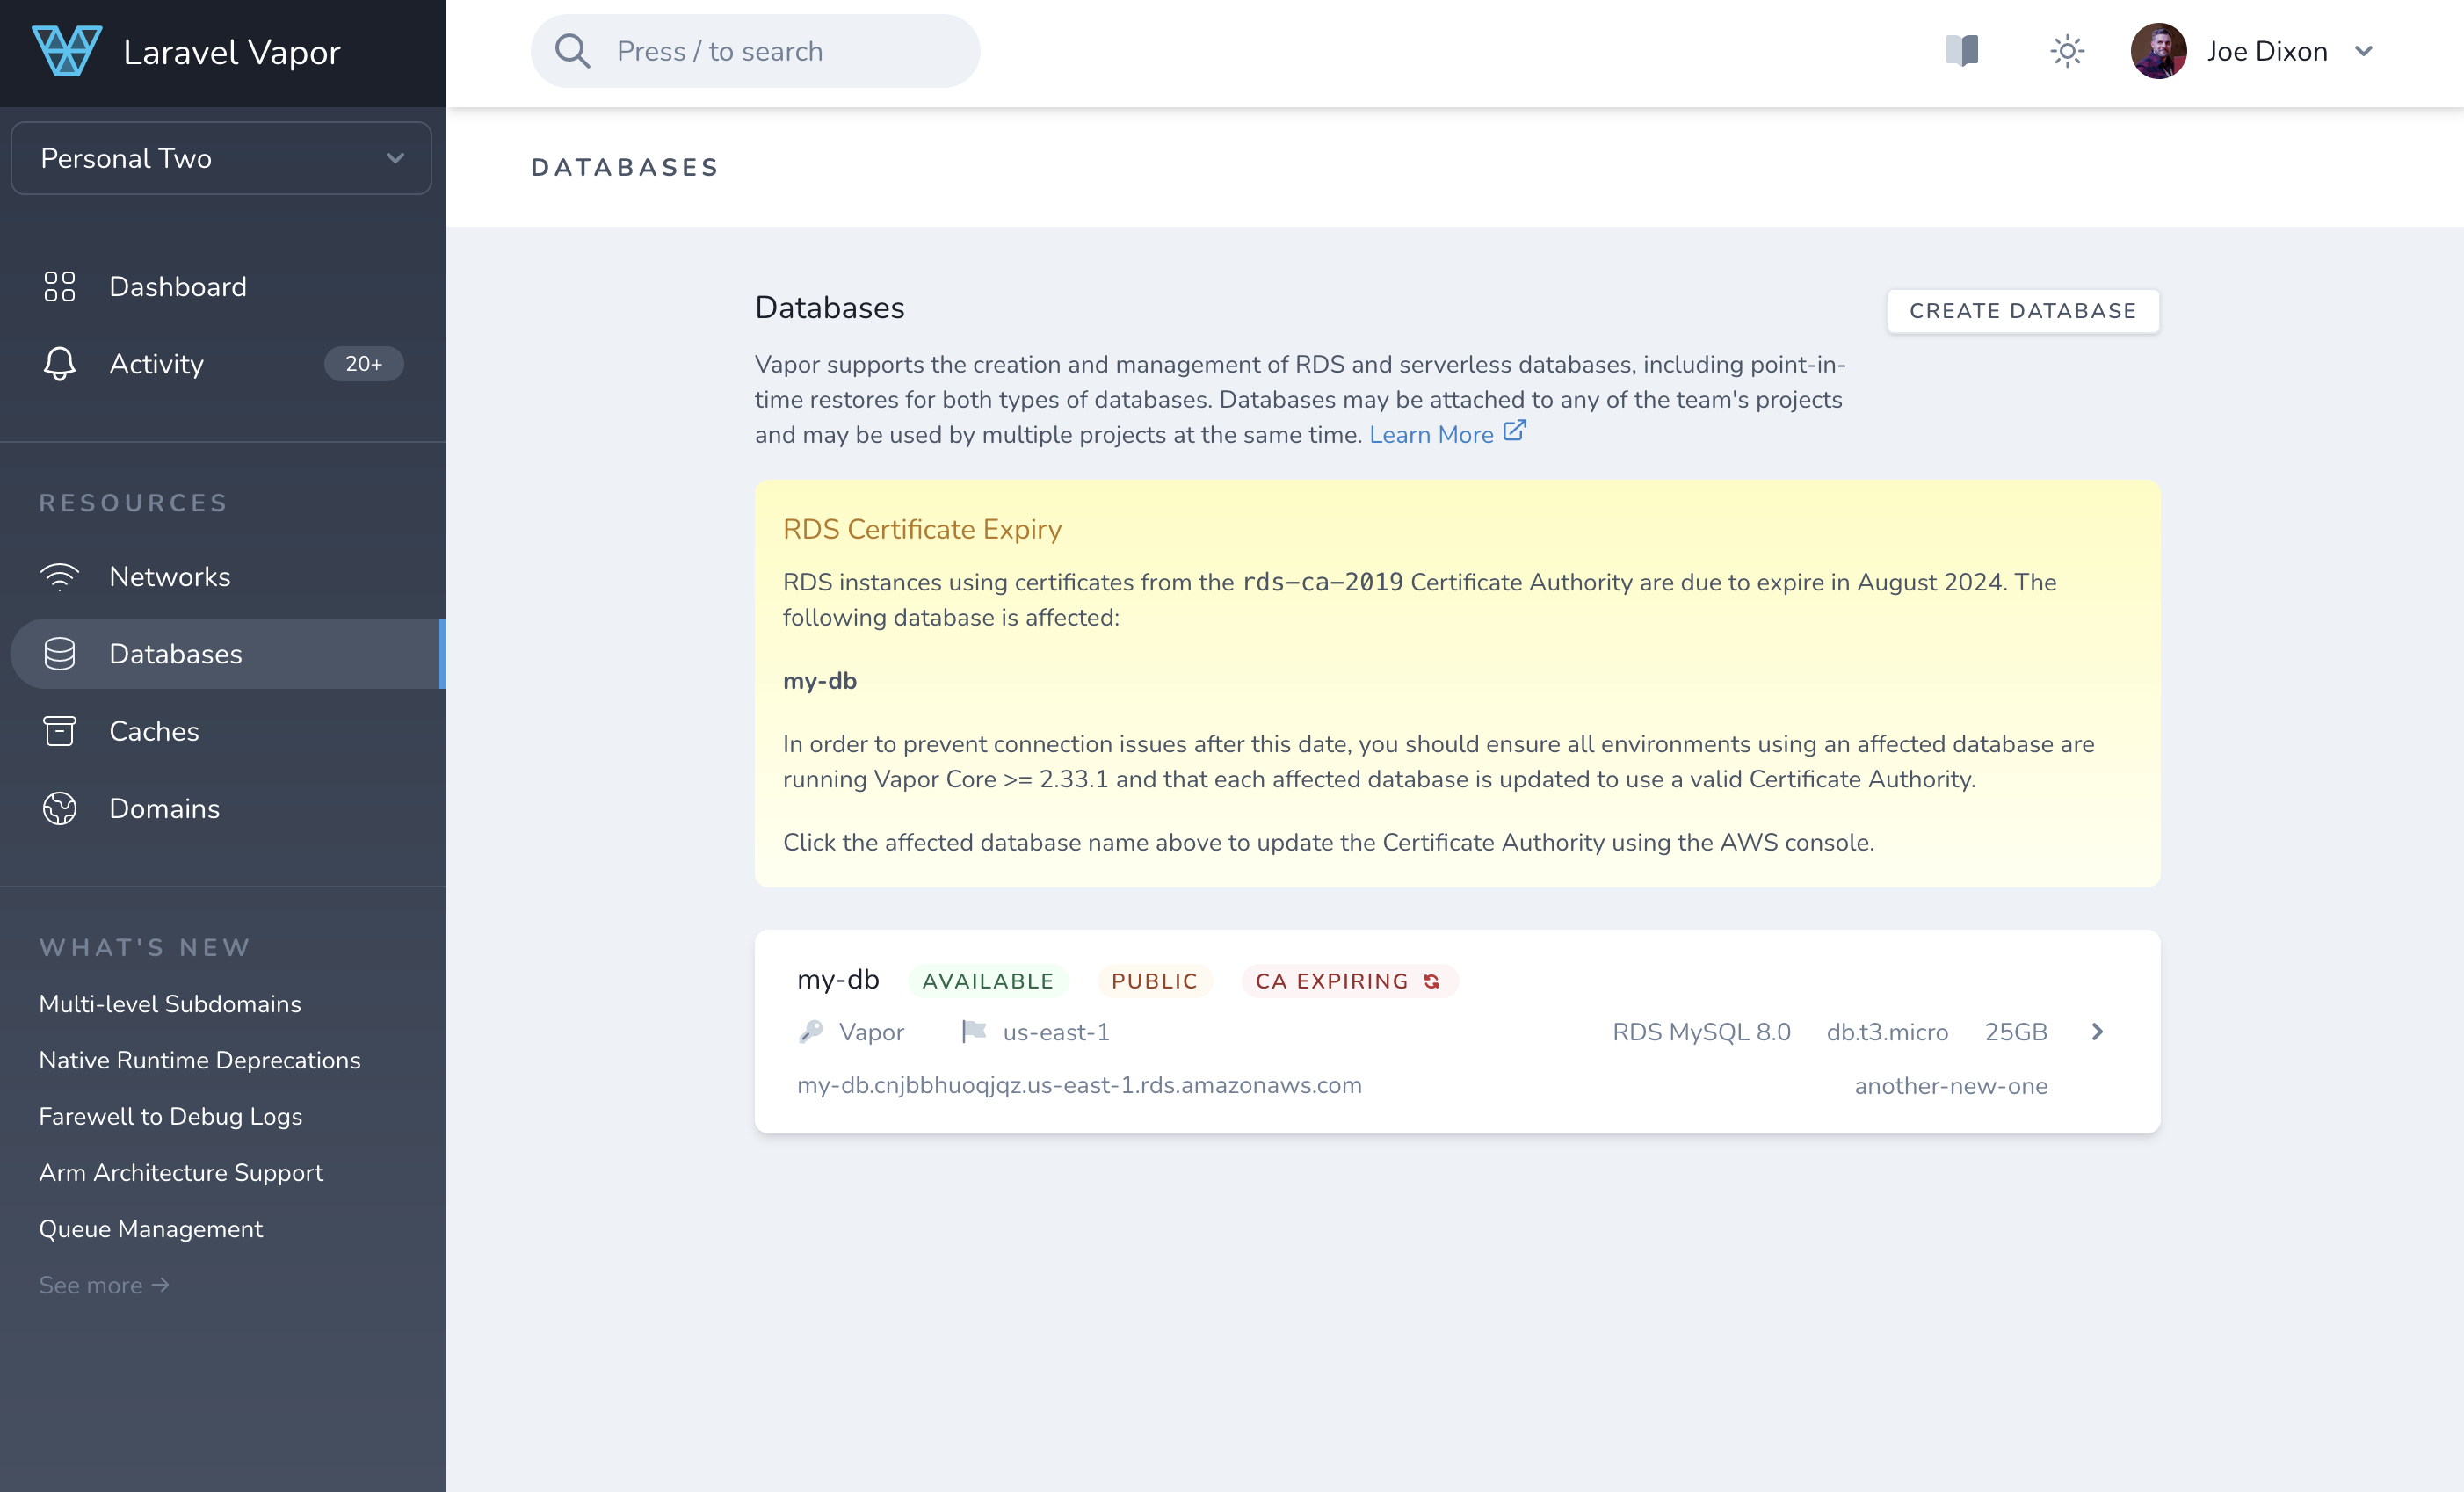 Laravel Vapor
Press / to search
Joe Dixon
Personal Two
Dashboard
Activity
20+
RESOURCES
Networks
Databases
Caches
Domains
WHAT'S NEW
Multi-level Subdomains
Native Runtime Deprecations
Farewell to Debug Logs
Arm Architecture Support
Queue Management
See more →
DATABASES
Databases
CREATE DATABASE
Vapor supports the creation and management of RDS and serverless databases, including point-in-
time restores for both types of databases. Databases may be attached to any of the team's projects
and may be used by multiple projects at the same time. Learn More
RDS Certificate Expiry
RDS instances using certificates from the rds-ca-2019 Certificate Authority are due to expire in August 2024. The
following database is affected:
my-db
In order to prevent connection issues after this date, you should ensure all environments using an affected database are
running Vapor Core >= 2.33.1 and that each affected database is updated to use a valid Certificate Authority.
Click the affected database name above to update the Certificate Authority using the AWS console.
my-db AVAILABLE PUBLIC CA EXPIRING
Vapor us-east-1 RDS MySQL 8.0 db.t3.micro 25GB
my-db.cnjbbhuoqjqz.us-east-1.rds.amazonaws.com another-new-one